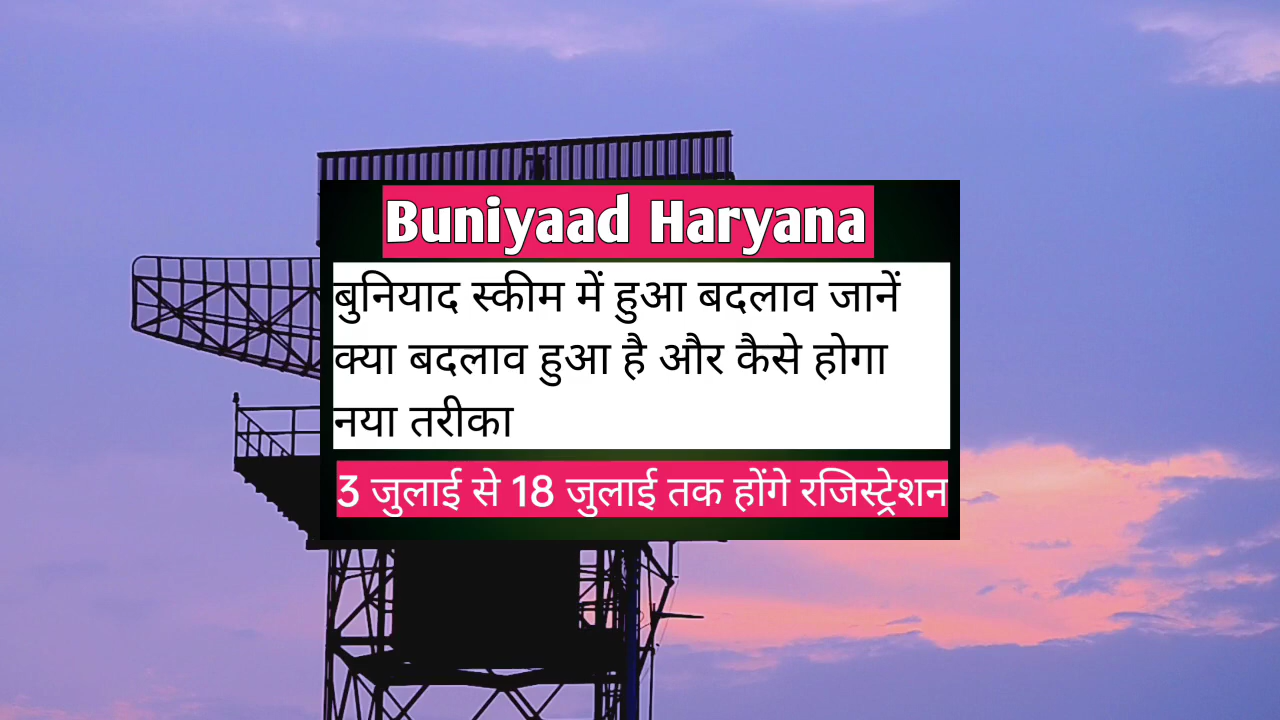 Buniyaad Haryana
बुनियाद स्कीम में हुआ बदलाव जानें
क्या बदलाव हुआ है और कैसे होगा
नया तरीका
3 जुलाई से 18 जुलाई तक होंगे रजिस्ट्रेशन